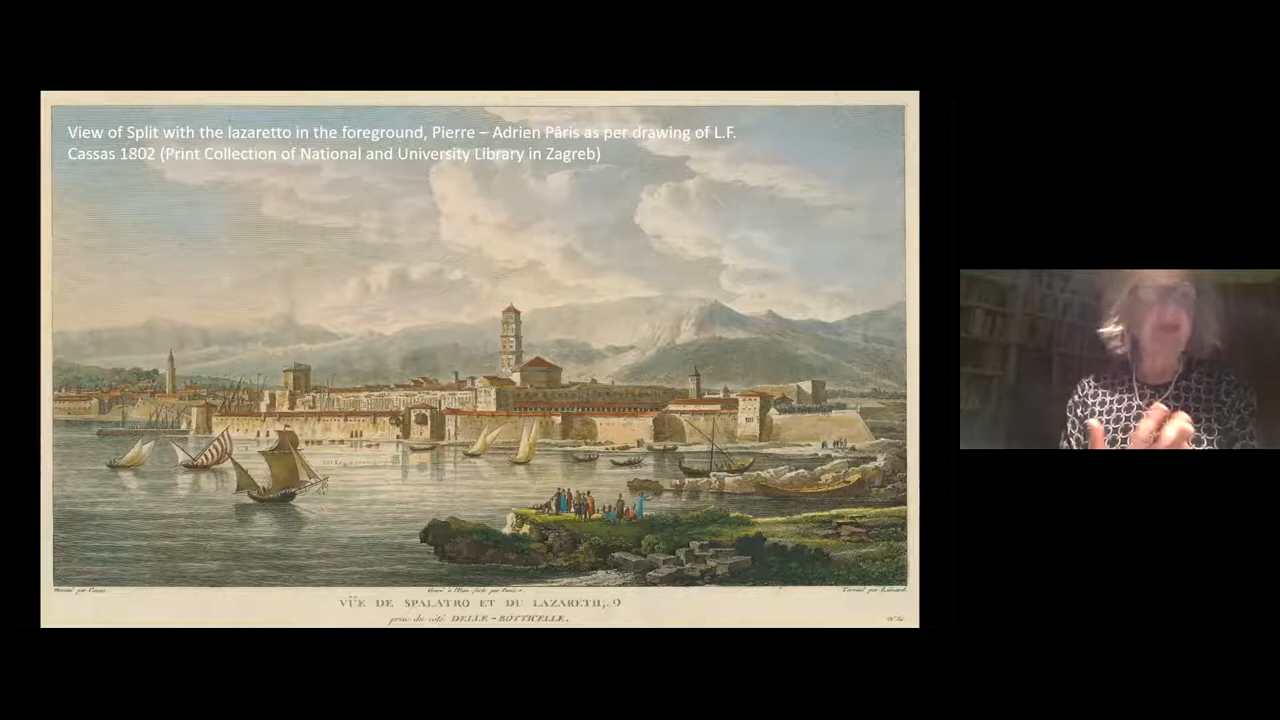 View of Split with the lazaretto in the foreground, Pierre – Adrien Pâris as per drawing of L.F.
Cassas 1802 (Print Collection of National and University Library in Zagreb)
VÜE DE SPALATRO ET DU LAZARETH,
prise du côté DELLE-BOTTICELLE.